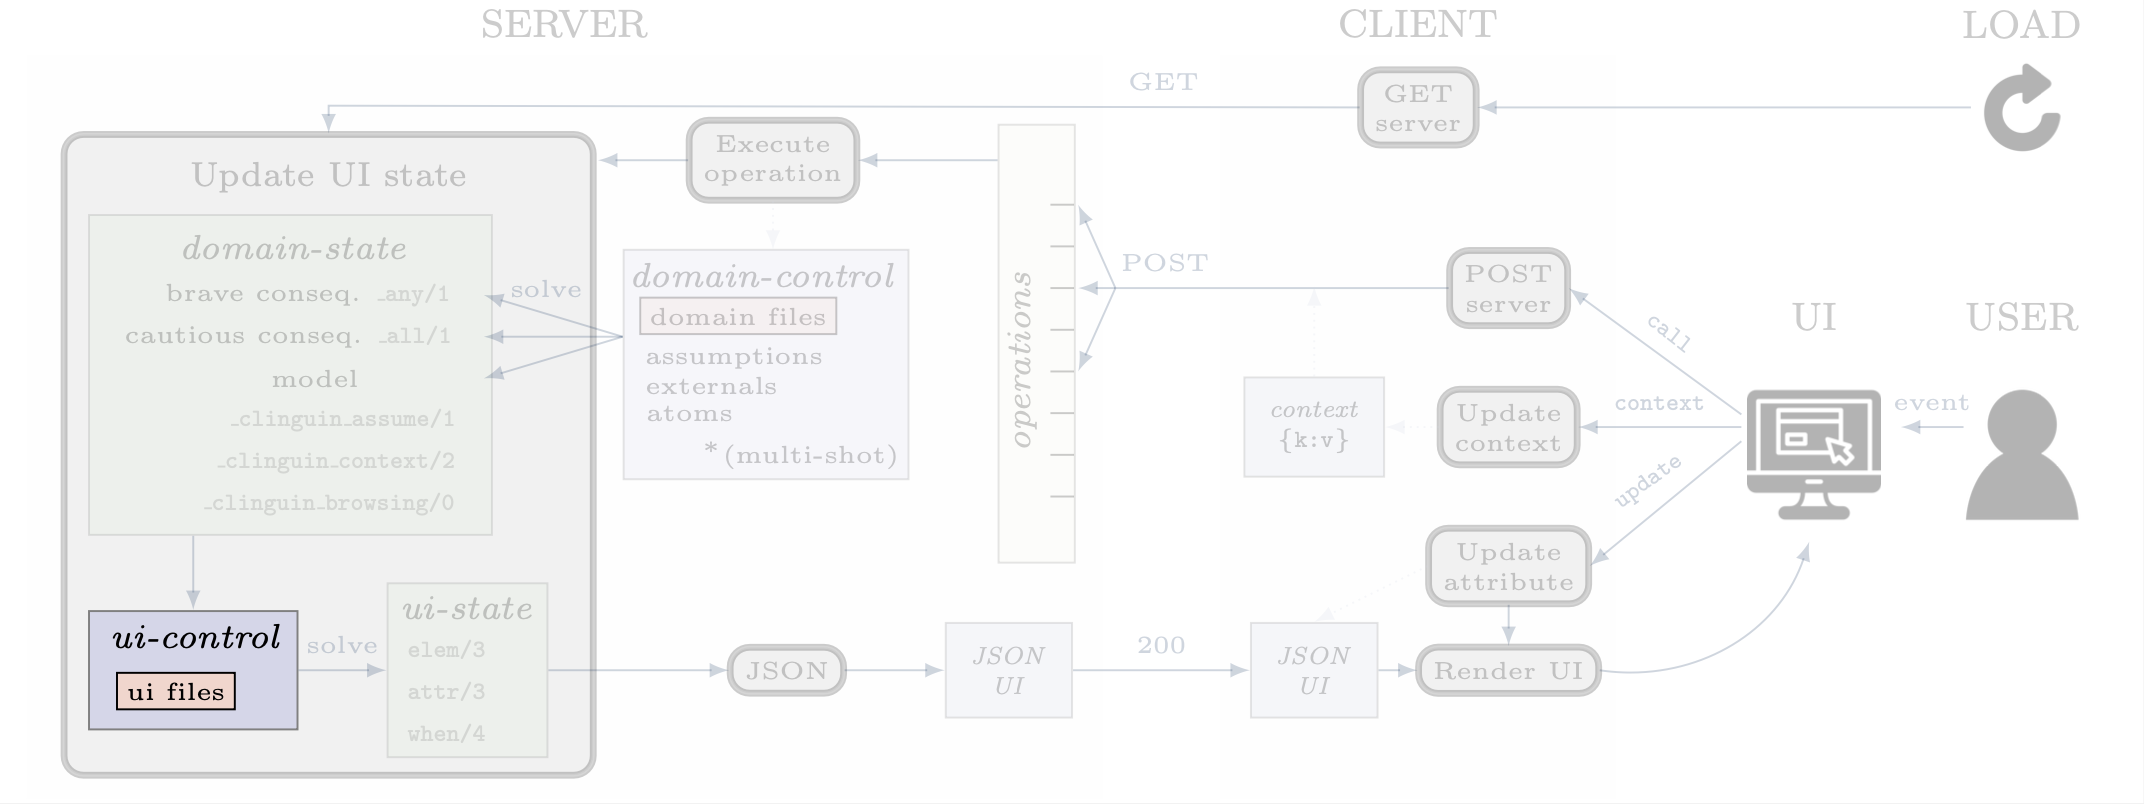 SERVER
CLIENT
LOAD
GET
GET
server
Execute
operation
Update UI state
domain-state
brave conseq. _any/1
cautious conseq. _all/1
model
_clinguin_assume/1
_clinguin_context/2
_clinguin_browsing/0
solve
domain-control
domain files
assumptions
externals
atoms
*(multi-shot)
operations
POST
POST
server
call
UI
USER
context
{k:v}
Update
context
context
event
update
Update
attribute
ui-control
ui files
solve
ui-state
elem/3
attr/3
when/4
JSON
JSON
UI
200
JSON
UI
Render UI